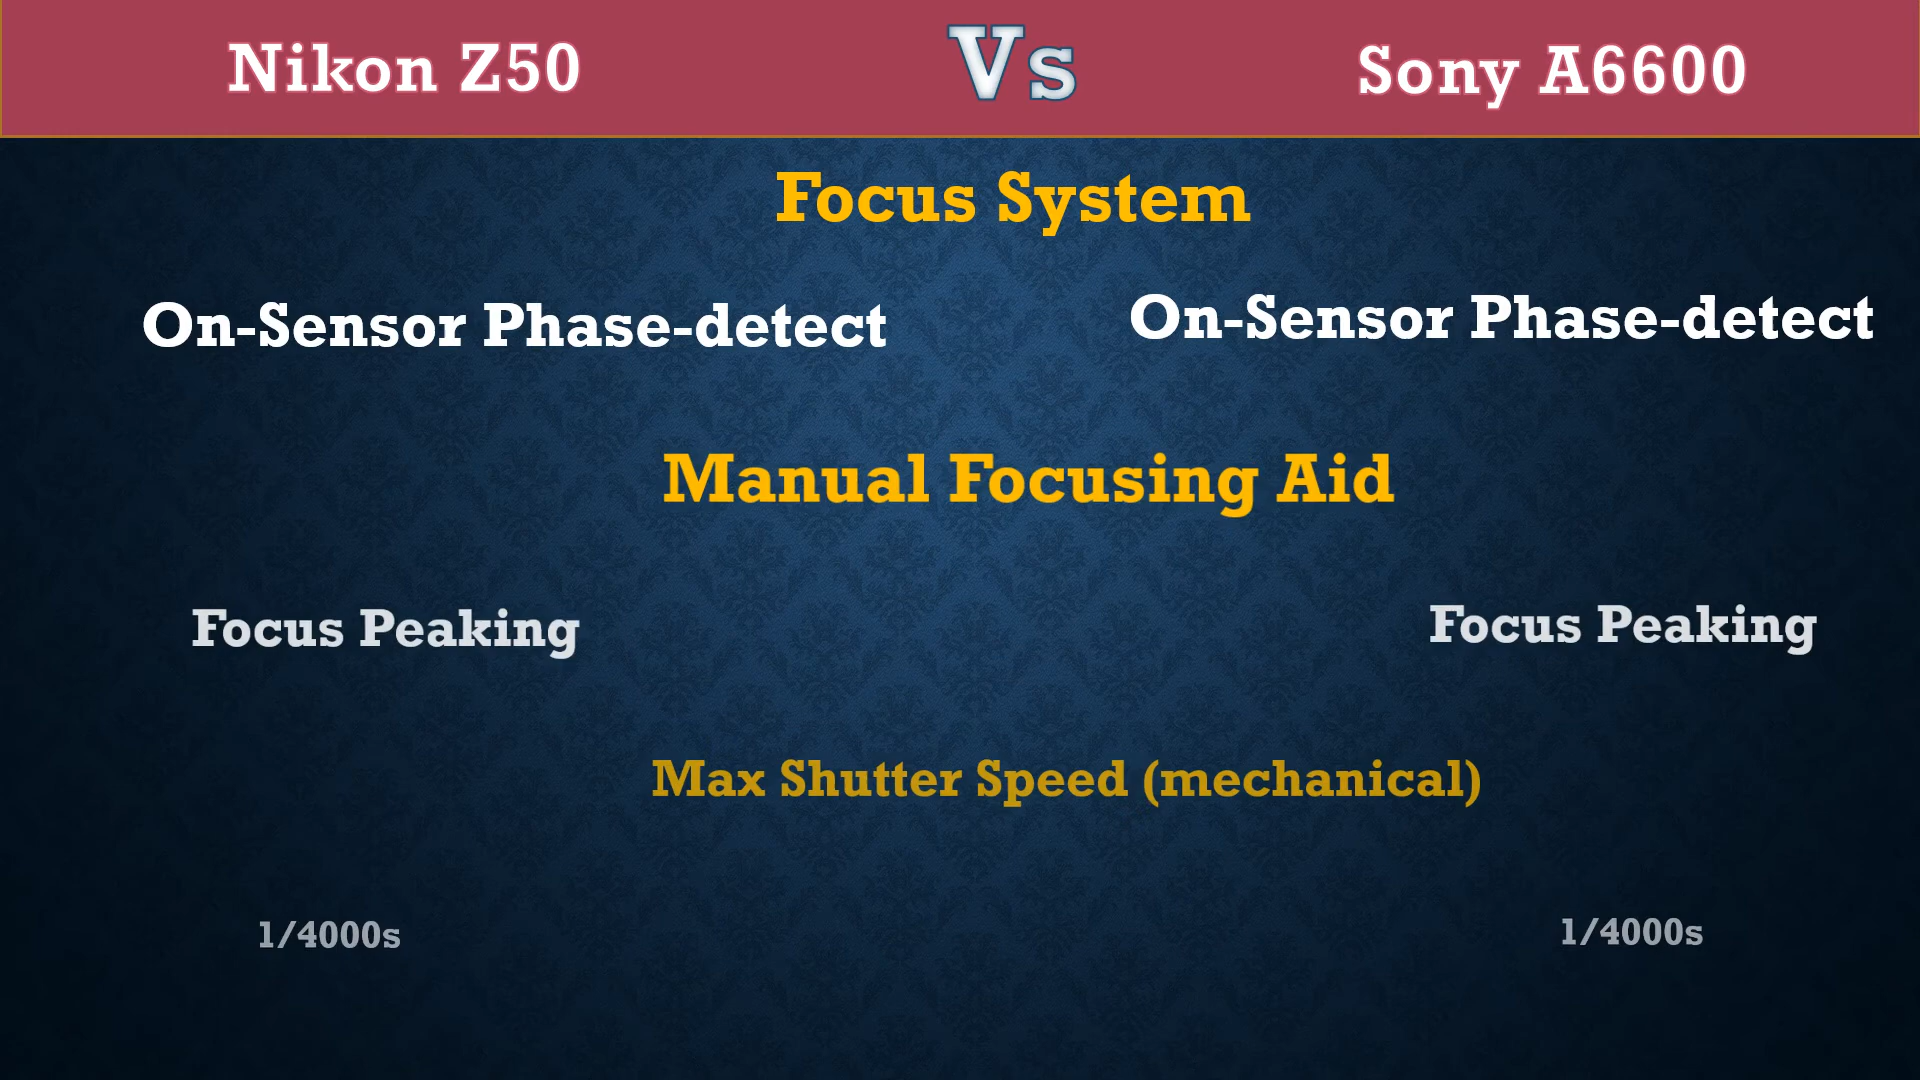 Nikon Z50 Vs Sony A6600
Focus System
On-Sensor Phase-detect On-Sensor Phase-detect
Manual Focusing Aid
Focus Peaking Focus Peaking
Max Shutter Speed (mechanical)
1/4000s 1/4000s